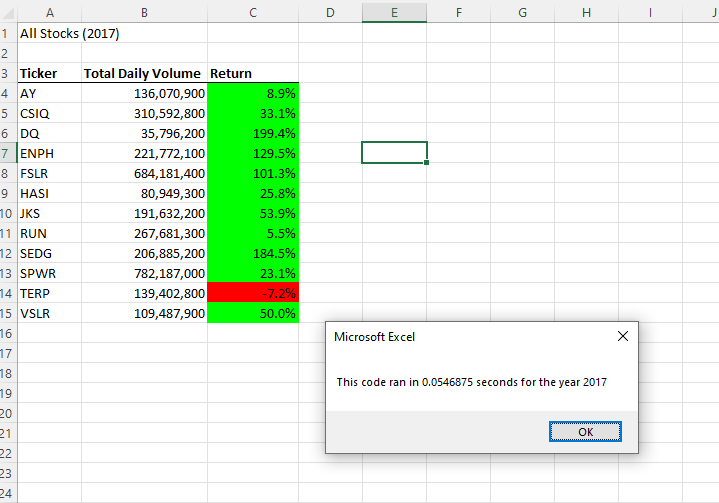 A B C D E F G H I J
1 All Stocks (2017)
2
3 Ticker Total Daily Volume Return
4 AY 136,070,900 8.9%
5 CSIQ 310,592,800 33.1%
6 DQ 35,796,200 199.4%
7 ENPH 221,772,100 129.5%
8 FSLR 684,181,400 101.3%
9 HASI 80,949,300 25.8%
10 JKS 191,632,200 53.9%
11 RUN 267,681,300 5.5%
12 SEDG 206,885,200 184.5%
13 SPWR 782,187,000 23.1%
14 TERP 139,402,800 -7.2%
15 VSLR 109,487,900 50.0%
16
17
18
19
20
21
22
23
24
Microsoft Excel
This code ran in 0.0546875 seconds for the year 2017
OK